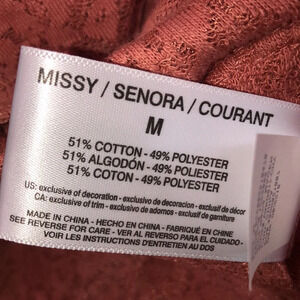 MISSY / SENORA / COURANT
M
51% COTTON - 49% POLYESTER
51% ALGODÓN - 49% POLYESTER
51% COTON - 49% POLYESTER
US: exclusive of decoration - exclusivo de decoracion - exclusif de décor
CA: exclusive of trim - exclusivo de adornos - exclusif de garniture
MADE IN CHINA - HECHO EN CHINA - FABRIQUÉ EN CHINE
SEE REVERSE FOR CARE - VER AL REVERSO PARA EL CUIDADO -
VOIR LES INSTRUCTIONS D'ENTRETIEN AU DOS